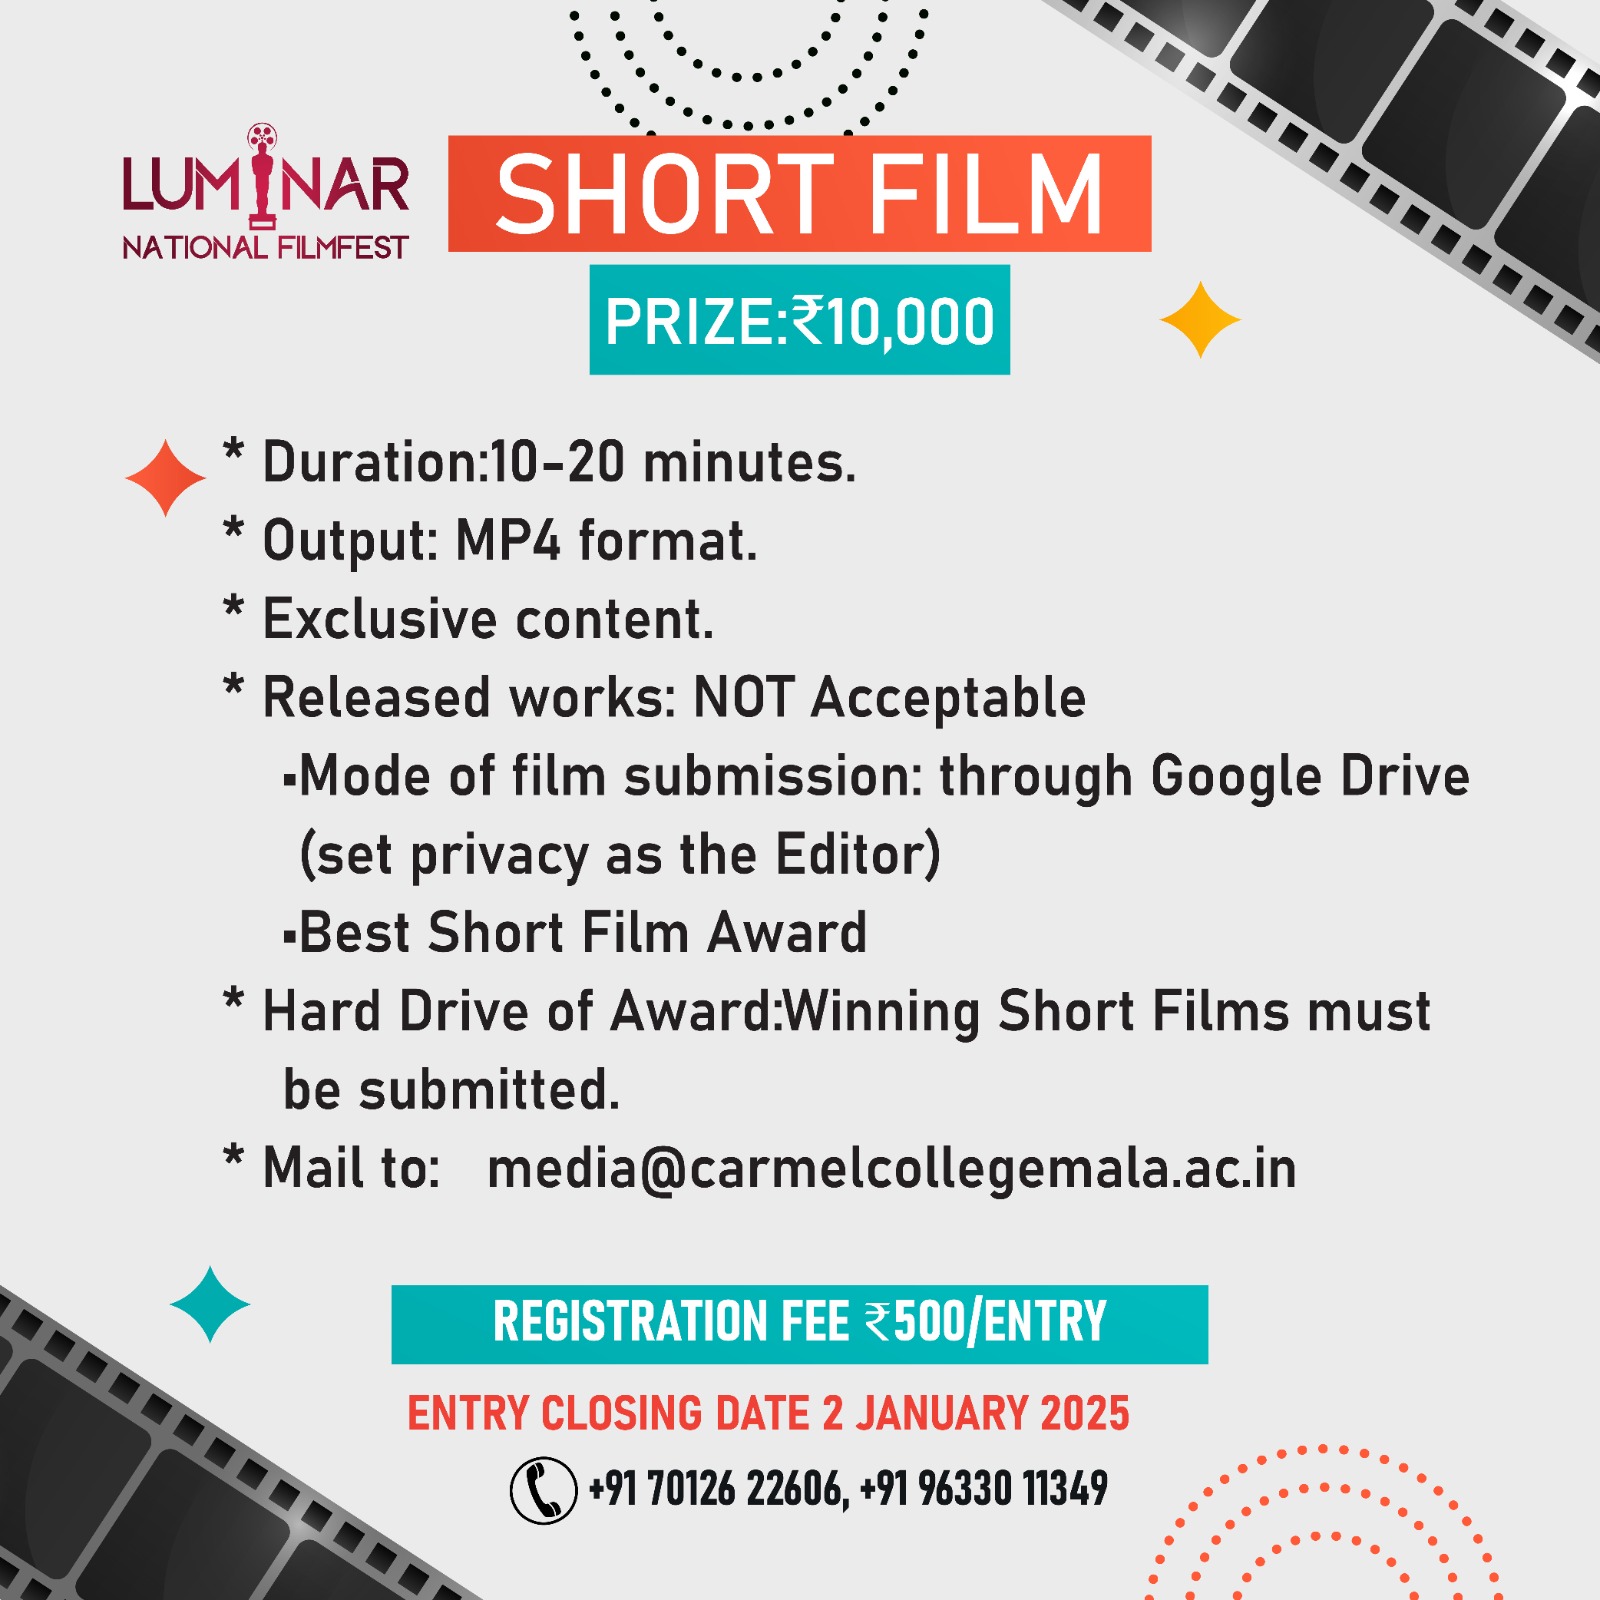 LUMINAR
NATIONAL FILMFEST
SHORT FILM
PRIZE:₹10,000
* Duration:10-20 minutes.
* Output: MP4 format.
* Exclusive content.
* Released works: NOT Acceptable
▪Mode of film submission: through Google Drive
(set privacy as the Editor)
▪Best Short Film Award
* Hard Drive of Award:Winning Short Films must
be submitted.
* Mail to: media@carmelcollegemala.ac.in
REGISTRATION FEE ₹500/ENTRY
ENTRY CLOSING DATE 2 JANUARY 2025
+91 70126 22606, +91 96330 11349